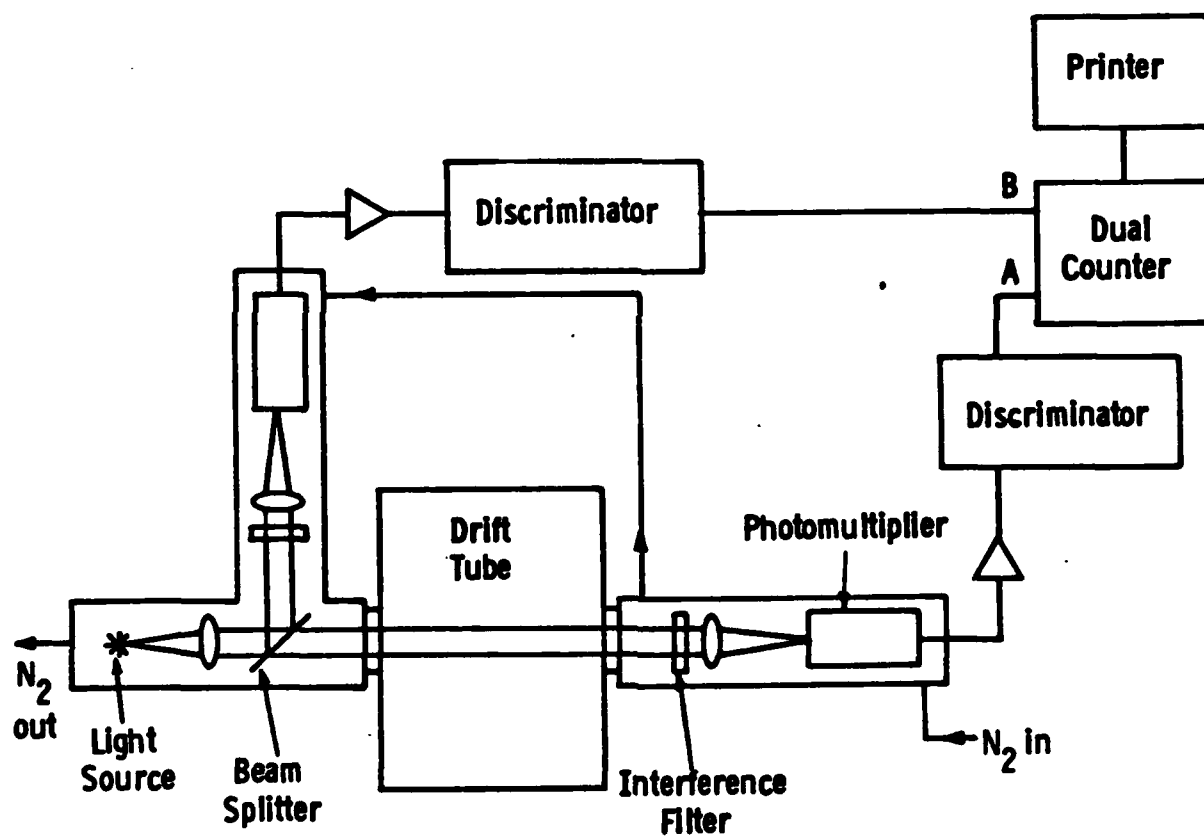 Printer
B
Discriminator
Dual
Counter
A
Discriminator
Photomultiplier
Drift
Tube
N2
out
Light
Source
Beam
Splitter
Interference
Filter
N2 in